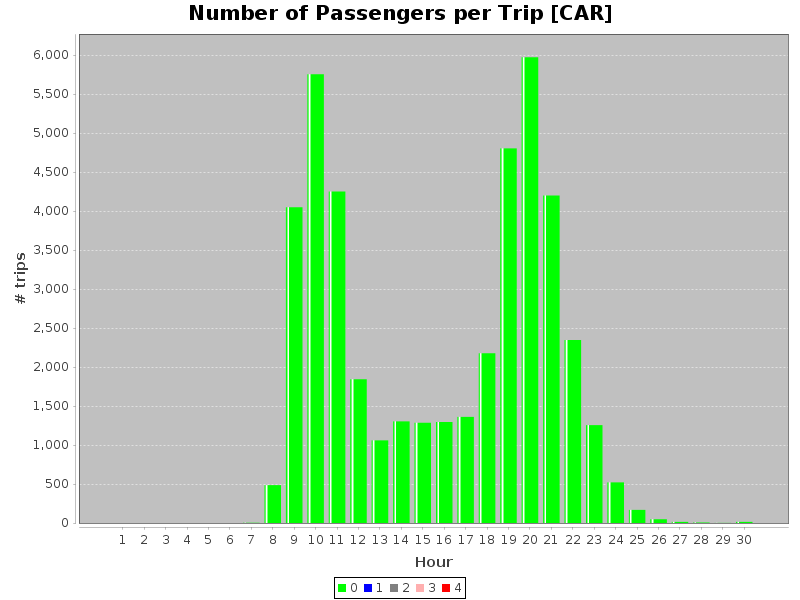 Number of Passengers per Trip [CAR]
6,000
5,500
5,000
4,500
4,000
3,500
3,000
2,500
2,000
1,500
1,000
500
0
# trips
1 2 3 4 5 6 7 8 9 10 11 12 13 14 15 16 17 18 19 20 21 22 23 24 25 26 27 28 29 30
Hour
0 1 2 3 4